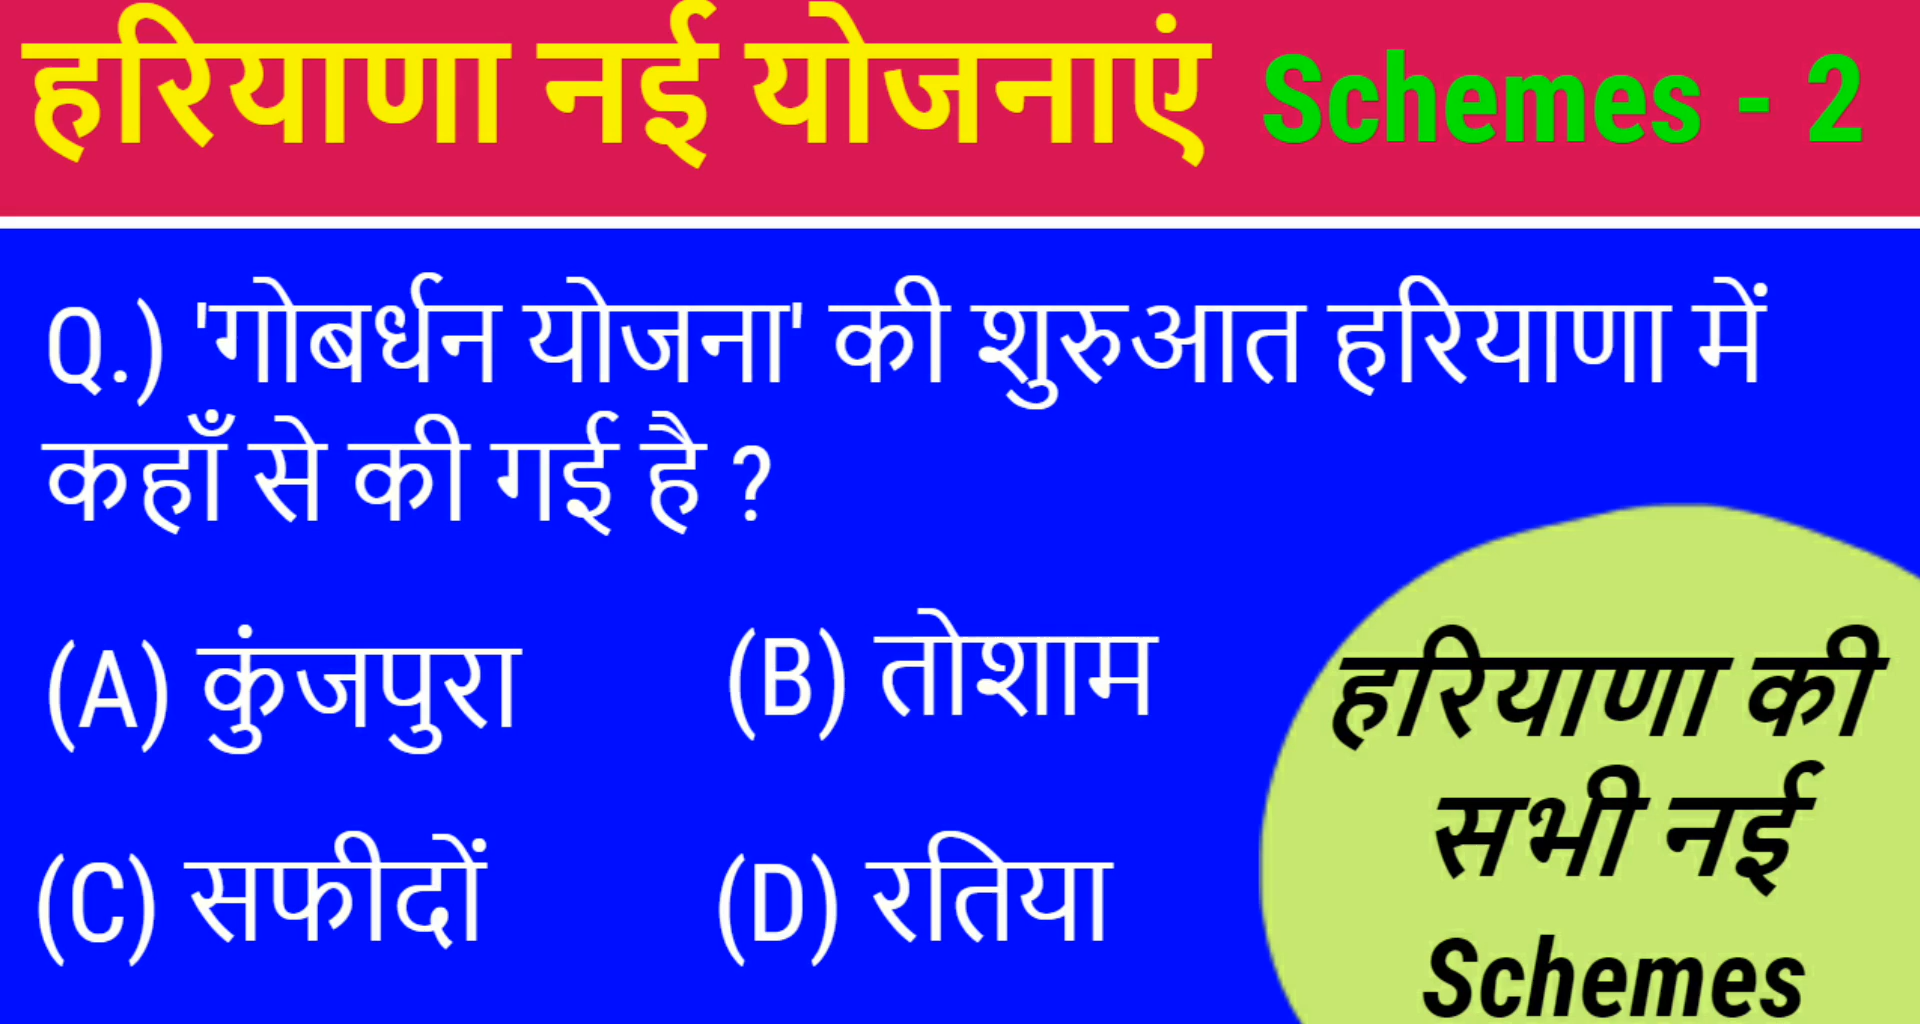 हरियाणा नई योजनाएं Schemes - 2
Q.) 'गोबर्धन योजना' की शुरुआत हरियाणा में
कहाँ से की गई है ?
(A) कुंजपुरा (B) तोशाम
(C) सफीदों (D) रतिया
हरियाणा की
सभी नई
Schemes